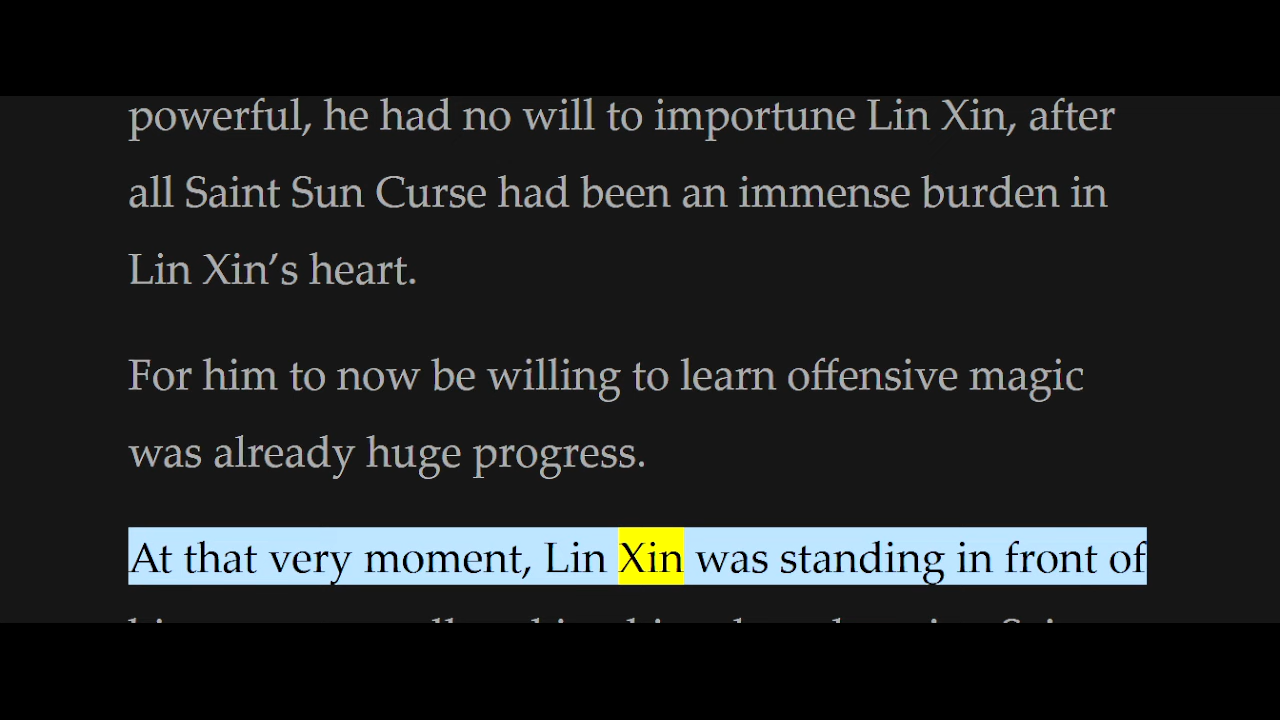 powerful, he had no will to importune Lin Xin, after
all Saint Sun Curse had been an immense burden in
Lin Xin’s heart.
For him to now be willing to learn offensive magic
was already huge progress.
At that very moment, Lin Xin was standing in front of